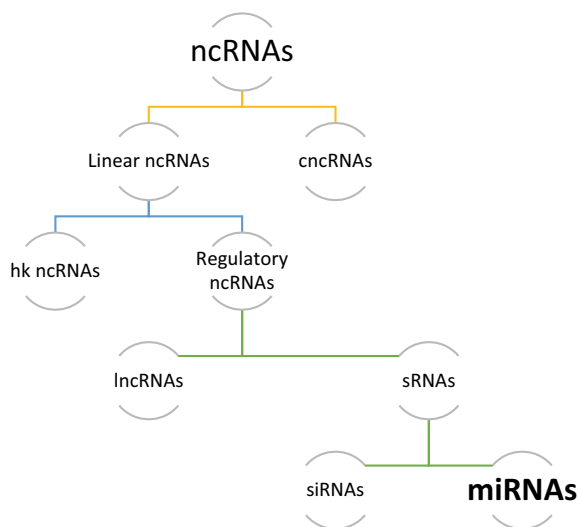 ncRNAs
Linear ncRNAs
cncRNAs
hk ncRNAs
Regulatory
ncRNAs
lncRNAs
sRNAs
siRNAs
miRNAs